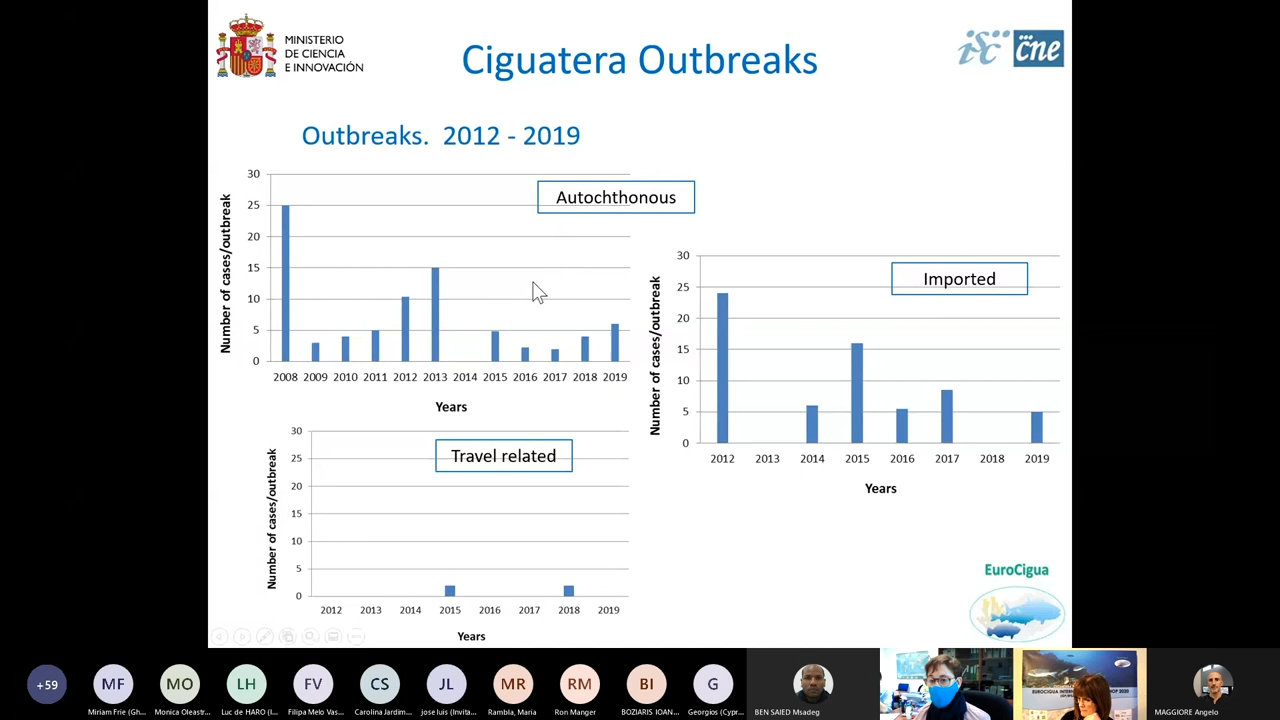 MINISTERIO
DE CIENCIA
E INNOVACIÓN
Ciguatera Outbreaks
isc cne
Outbreaks. 2012 - 2019
Autochthonous
Number of cases/outbreak
30
25
20
15
10
5
0
2008 2009 2010 2011 2012 2013 2014 2015 2016 2017 2018 2019
Years
Imported
Number of cases/outbreak
30
25
20
15
10
5
0
2012 2013 2014 2015 2016 2017 2018 2019
Years
Travel related
Number of cases/outbreak
30
25
20
15
10
5
0
2012 2013 2014 2015 2016 2017 2018 2019
Years
EuroCigua
+59 MF MO LH FV CS JL MR RM BI G
Miriam Frie (Gh... Monica Oleastr... Luc de HARO (I... Filipa Melo Vas... Carolina Jardim... jose luis (Invita... Rambla, Maria Ron Manger BOZIARIS IOAN... Georgios (Cypr... BEN SAIED Msadeg MAGGIORE Angelo